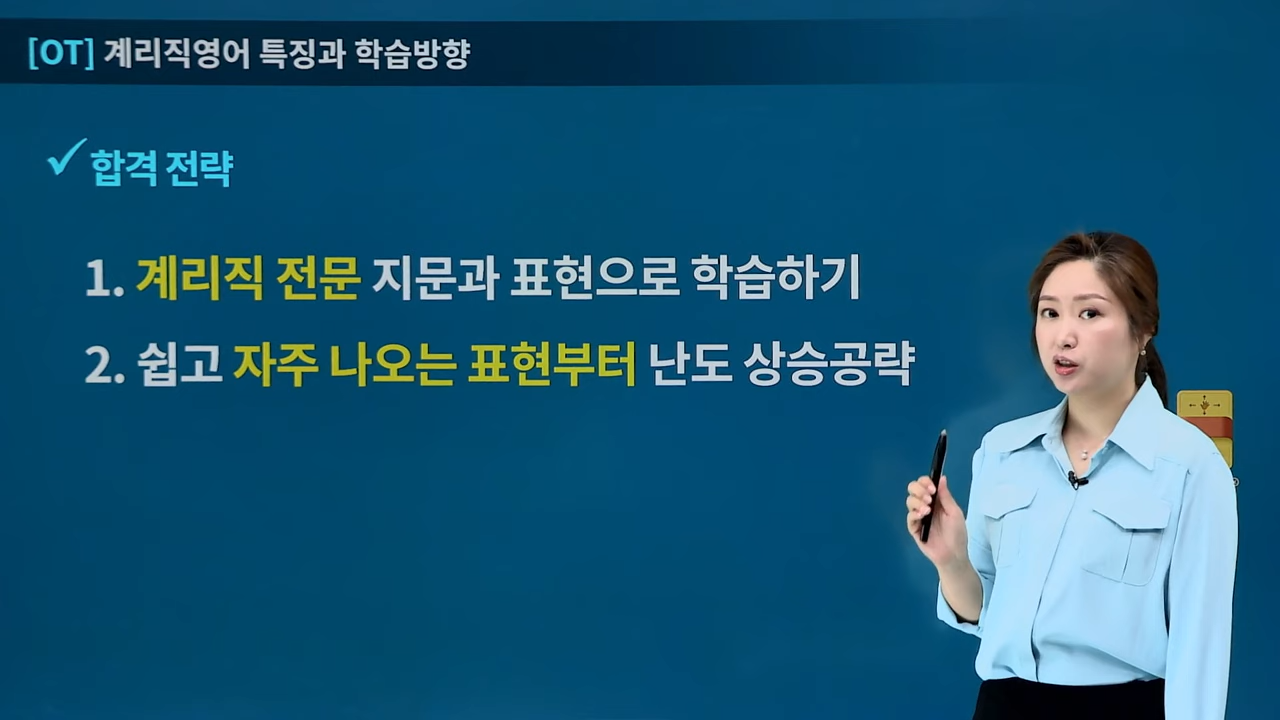 [OT] 계리직영어 특징과 학습방향
합격 전략
1. 계리직 전문 지문과 표현으로 학습하기
2. 쉽고 자주 나오는 표현부터 난도 상승공략